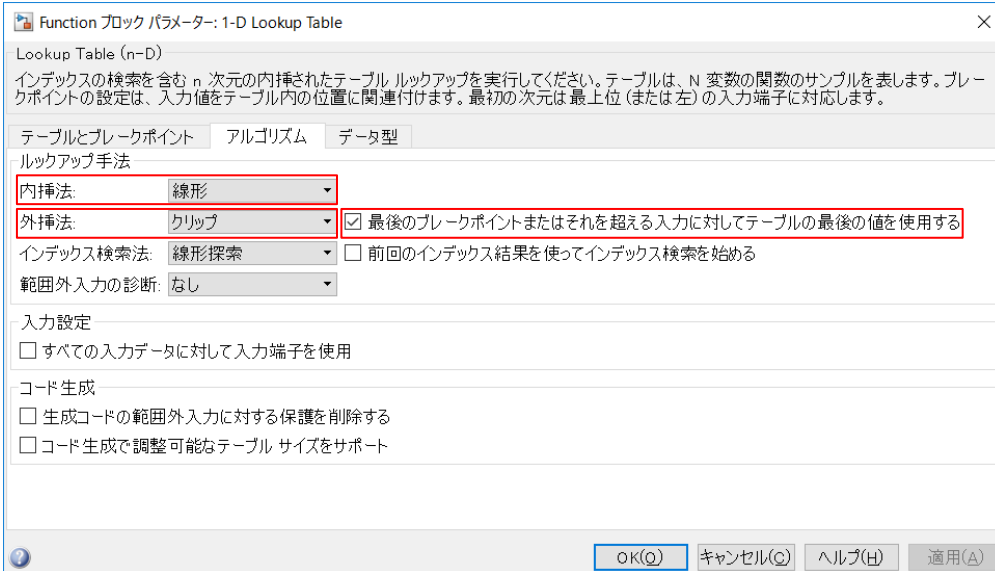 Function ブロック パラメーター: 1-D Lookup Table
Lookup Table (n-D)
インデックスの検索を含む n 次元の内挿されたテーブル ルックアップを実行してください。テーブルは、N 変数の関数のサンプルを表します。ブレー
クポイントの設定は、入力値をテーブル内の位置に関連付けます。最初の次元は最上位 (または左) の入力端子に対応します。
テーブルとブレークポイント アルゴリズム データ型
ルックアップ手法
内挿法: 線形
外挿法: クリップ 最後のブレークポイントまたはそれを超える入力に対してテーブルの最後の値を使用する
インデックス検索法: 線形探索 前回のインデックス結果を使ってインデックス検索を始める
範囲外入力の診断: なし
入力設定
すべての入力データに対して入力端子を使用
コード生成
生成コードの範囲外入力に対する保護を削除する
コード生成で調整可能なテーブル サイズをサポート
OK(O) キャンセル(C) ヘルプ(H) 適用(A)